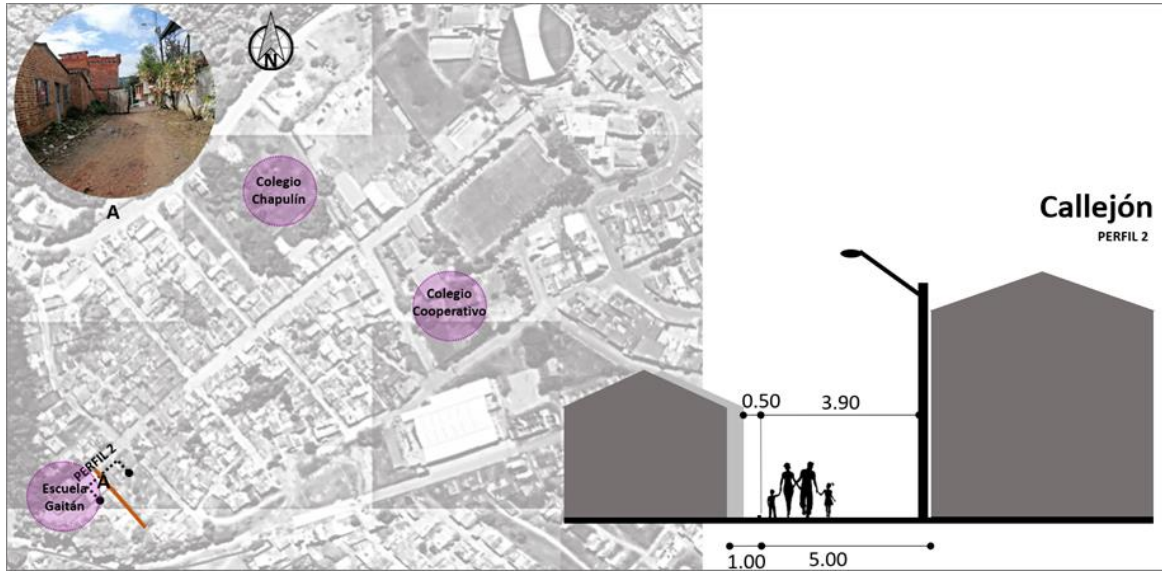 N
A
Colegio
Chapulín
Colegio
Cooperativo
PERFIL 2
A
Escuela
Gaitán
Callejón
PERFIL 2
0.50
3.90
1.00
5.00